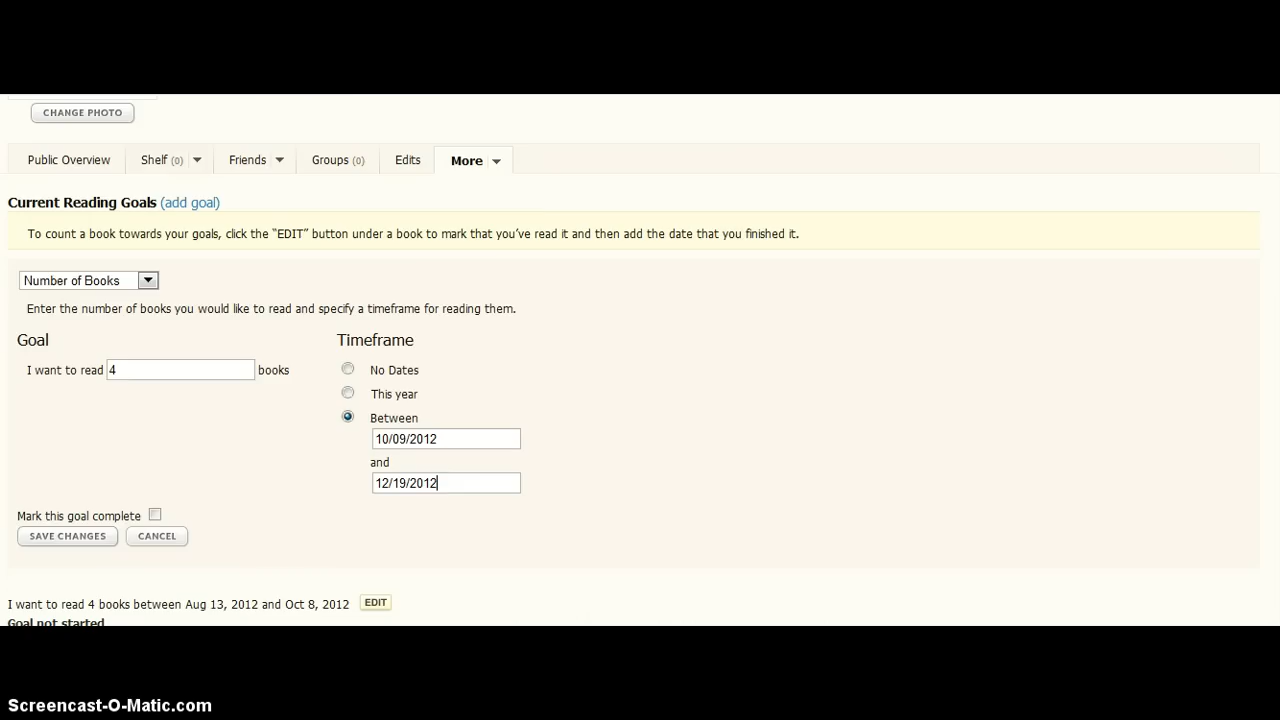 CHANGE PHOTO
Public Overview Shelf (0) Friends Groups (0) Edits More
Current Reading Goals (add goal)
To count a book towards your goals, click the “EDIT” button under a book to mark that you’ve read it and then add the date that you finished it.
Number of Books
Enter the number of books you would like to read and specify a timeframe for reading them.
Goal Timeframe
I want to read 4 books No Dates
This year
Between
10/09/2012
and
12/19/2012
Mark this goal complete
SAVE CHANGES CANCEL
I want to read 4 books between Aug 13, 2012 and Oct 8, 2012 EDIT
Goal not started
Screencast-O-Matic.com